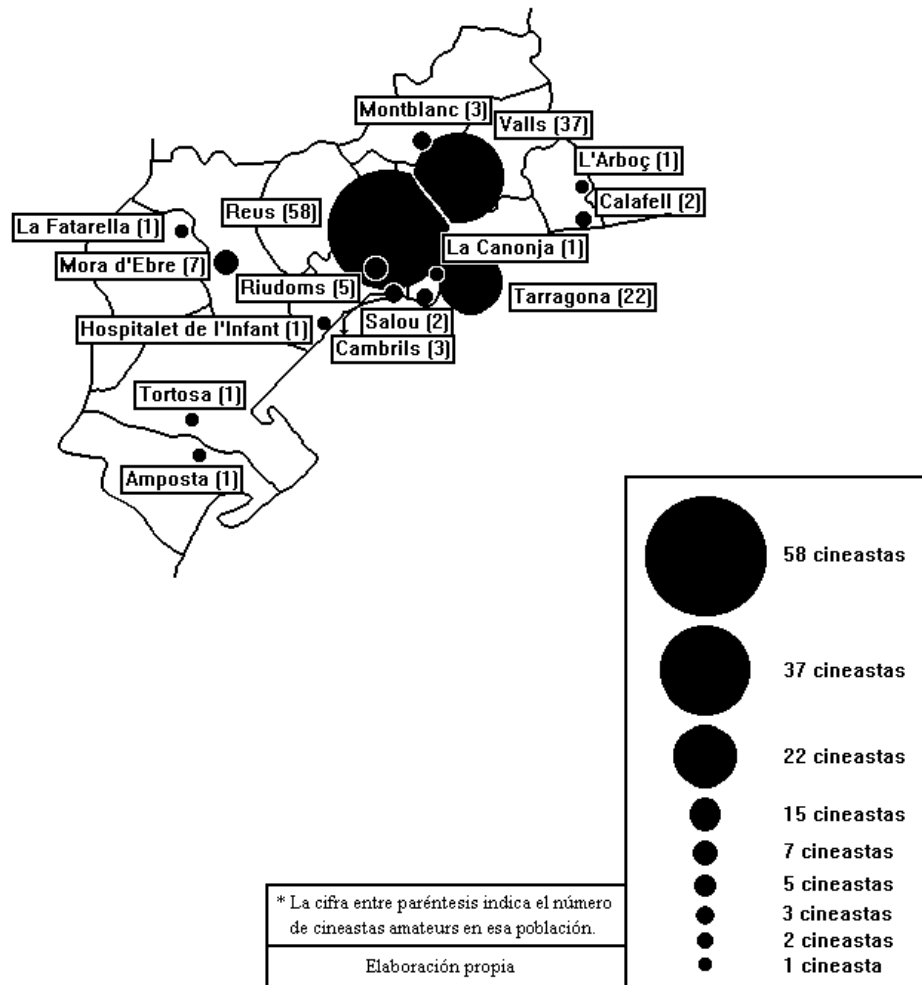 Montblanc (3)
Valls (37)
L'Arboç (1)
Calafell (2)
Reus (58)
La Fatarella (1)
La Canonja (1)
Mora d'Ebre (7)
Riudoms (5)
Tarragona (22)
Hospitalet de l'Infant (1)
Salou (2)
Cambrils (3)
Tortosa (1)
Amposta (1)
58 cineastas
37 cineastas
22 cineastas
15 cineastas
7 cineastas
5 cineastas
3 cineastas
2 cineastas
1 cineasta
* La cifra entre paréntesis indica el número
de cineastas amateurs en esa población.
Elaboración propia